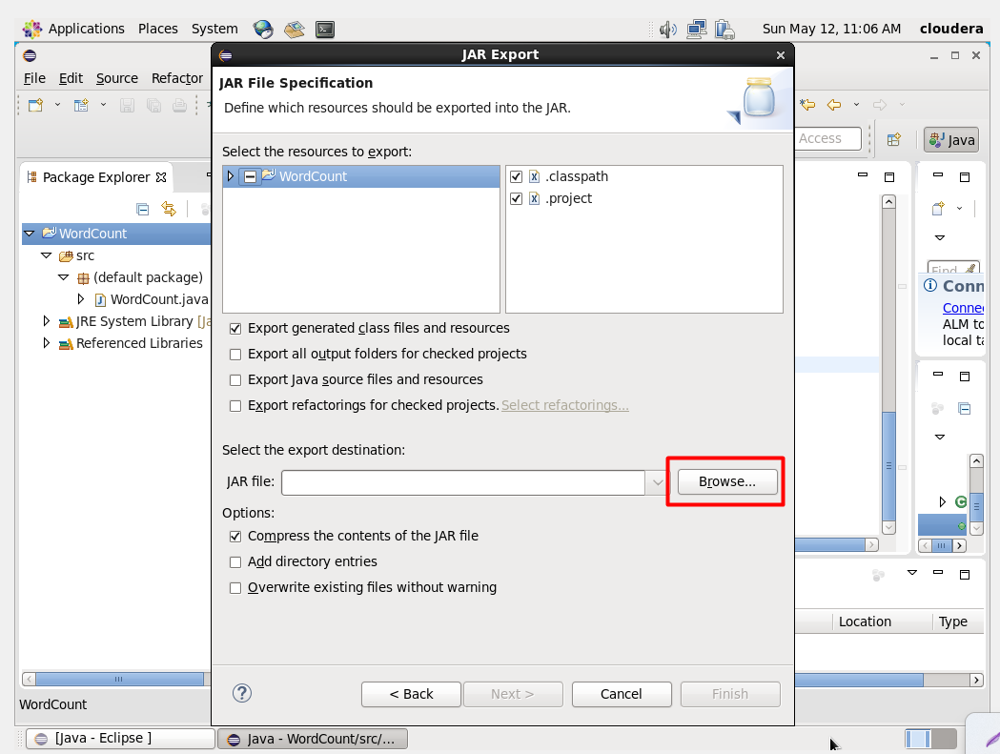 Applications Places System Sun May 12, 11:06 AM cloudera
JAR Export
File Edit Source Refactor
JAR File Specification
Define which resources should be exported into the JAR.
Access
Java
Select the resources to export:
Package Explorer
WordCount
.classpath
.project
WordCount
src
(default package)
WordCount.java
JRE System Library [Ja
Referenced Libraries
Find
Conn
Connec
ALM to
local ta
Export generated class files and resources
Export all output folders for checked projects
Export Java source files and resources
Export refactorings for checked projects. Select refactorings...
Select the export destination:
JAR file: Browse...
Options:
Compress the contents of the JAR file
Add directory entries
Overwrite existing files without warning
Location Type
< Back Next > Cancel Finish
WordCount
[Java - Eclipse ] Java - WordCount/src/...